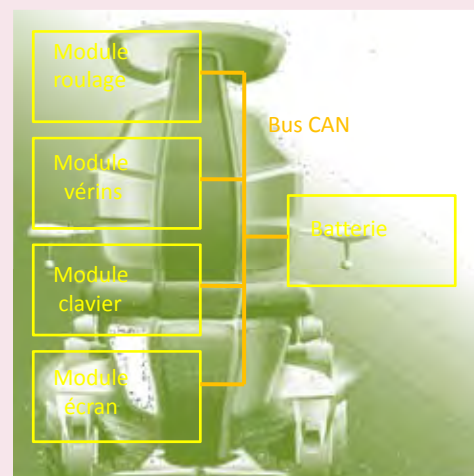 Module
roulage
Bus CAN
Module
vérins
Batterie
Module
clavier
Module
écran